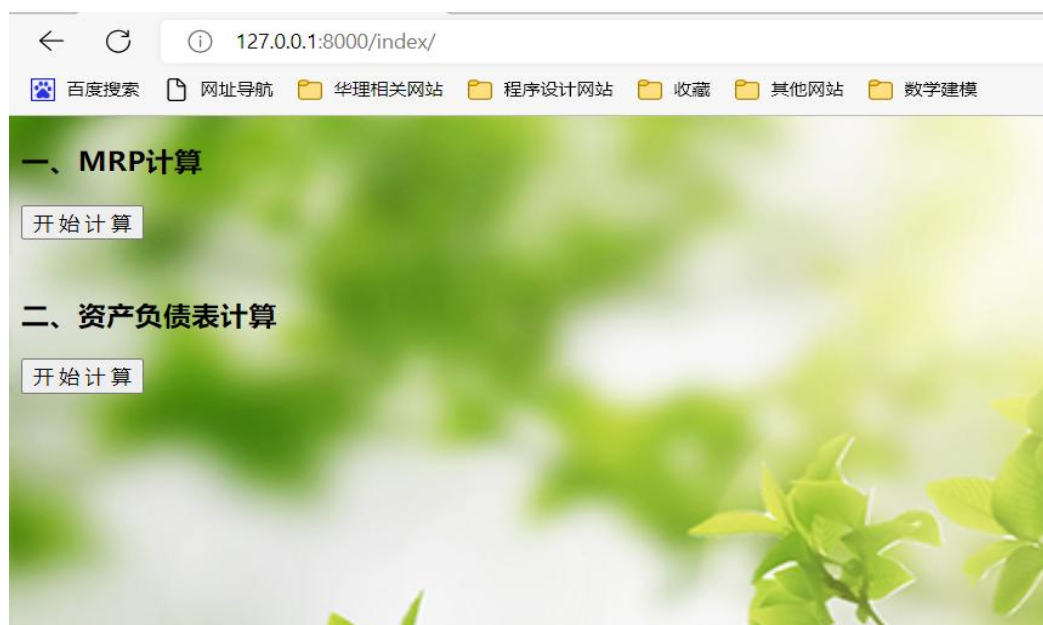 127.0.0.1:8000/index/
百度搜索 网址导航 华理相关网站 程序设计网站 收藏 其他网站 数学建模
一、MRP计算
开始计算
二、资产负债表计算
开始计算